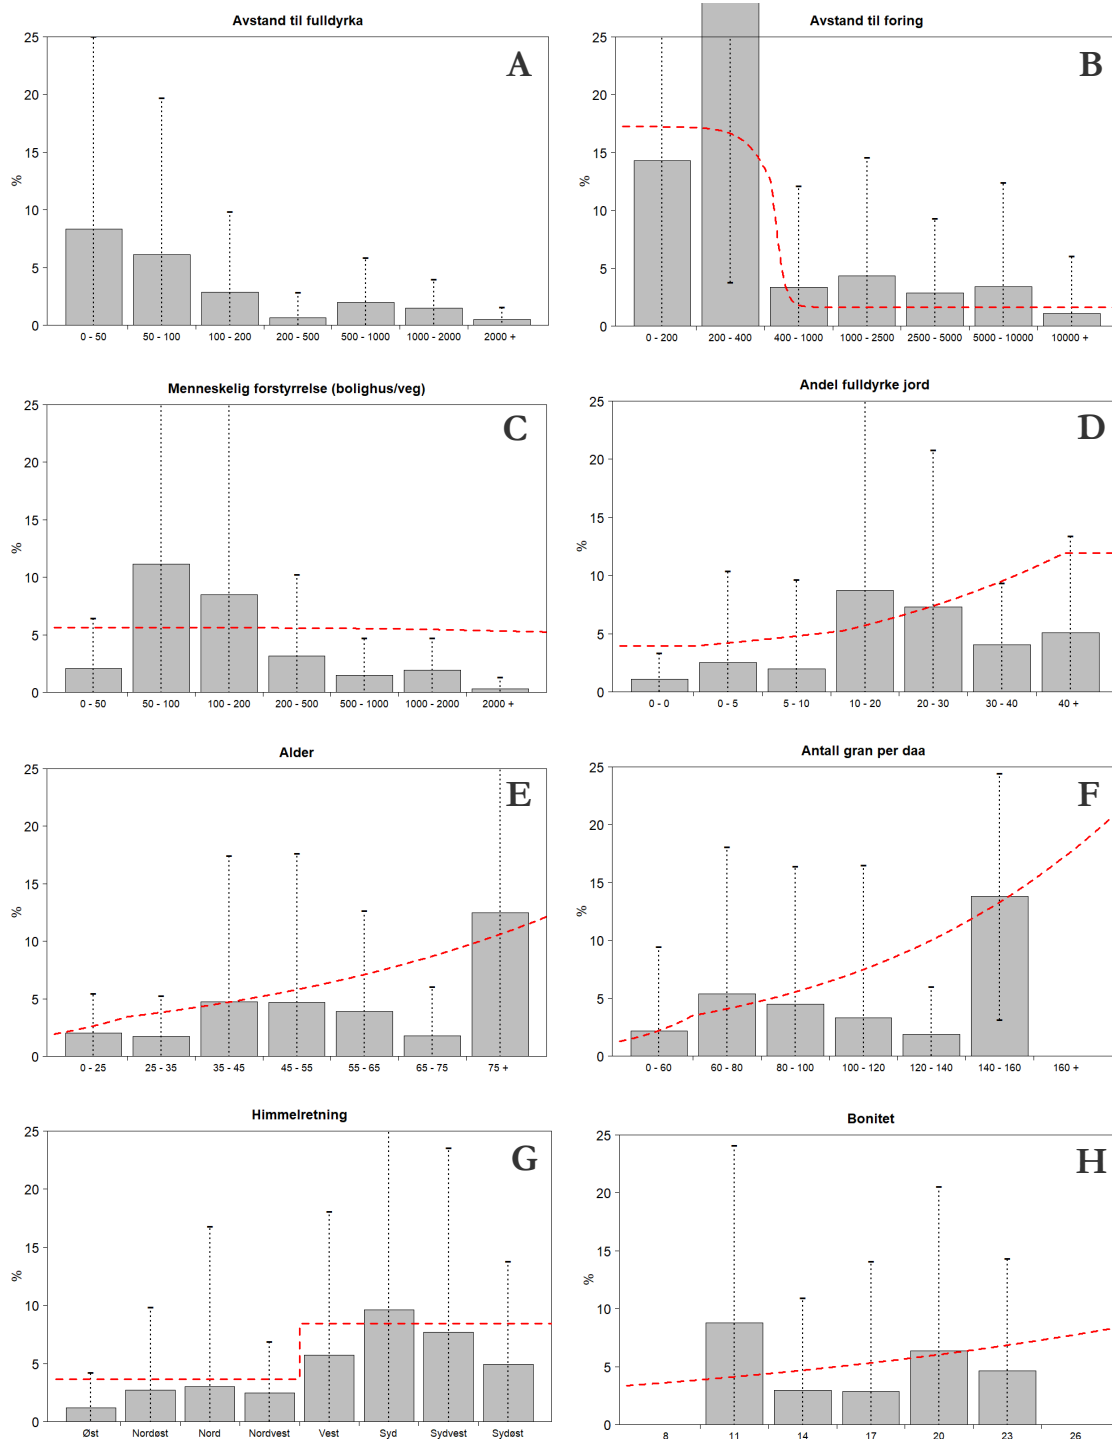 Avstand til fulldyrka
A
25
20
15
10
5
0
%
0 - 50 50 - 100 100 - 200 200 - 500 500 - 1000 1000 - 2000 2000 +
Avstand til foring
B
25
20
15
10
5
0
%
0 - 200 200 - 400 400 - 1000 1000 - 2500 2500 - 5000 5000 - 10000 10000 +
Menneskelig forstyrrelse (bolighus/veg)
C
25
20
15
10
5
0
%
0 - 50 50 - 100 100 - 200 200 - 500 500 - 1000 1000 - 2000 2000 +
Andel fulldyrke jord
D
25
20
15
10
5
0
%
0 - 0 0 - 5 5 - 10 10 - 20 20 - 30 30 - 40 40 +
Alder
E
25
20
15
10
5
0
%
0 - 25 25 - 35 35 - 45 45 - 55 55 - 65 65 - 75 75 +
Antall gran per daa
F
25
20
15
10
5
0
%
0 - 60 60 - 80 80 - 100 100 - 120 120 - 140 140 - 160 160 +
Himmelretning
G
25
20
15
10
5
0
%
Øst Nordøst Nord Nordvest Vest Syd Sydvest Sydøst
Bonitet
H
25
20
15
10
5
0
%
8 11 14 17 20 23 26